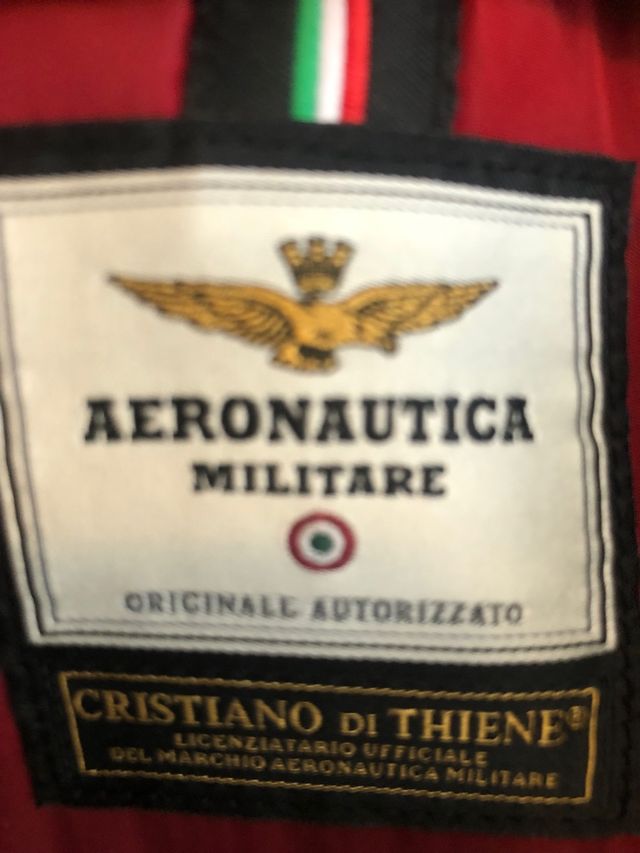 AERONAUTICA
MILITARE
ORIGINALE AUTORIZZATO
CRISTIANO DI THIENE®
LICENZIATARIO UFFICIALE
DEL MARCHIO AERONAUTICA MILITARE